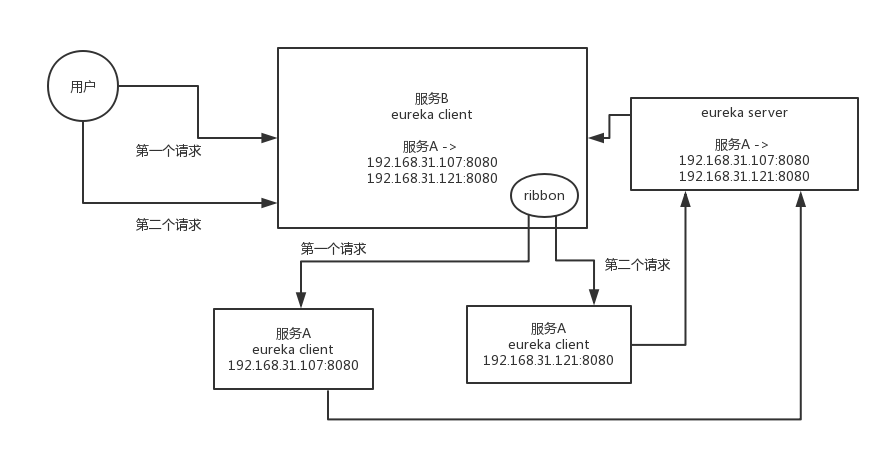 用户
第一个请求
第二个请求
服务B
eureka client
服务A ->
192.168.31.107:8080
192.168.31.121:8080
ribbon
eureka server
服务A ->
192.168.31.107:8080
192.168.31.121:8080
第一个请求
第二个请求
服务A
eureka client
192.168.31.107:8080
服务A
eureka client
192.168.31.121:8080